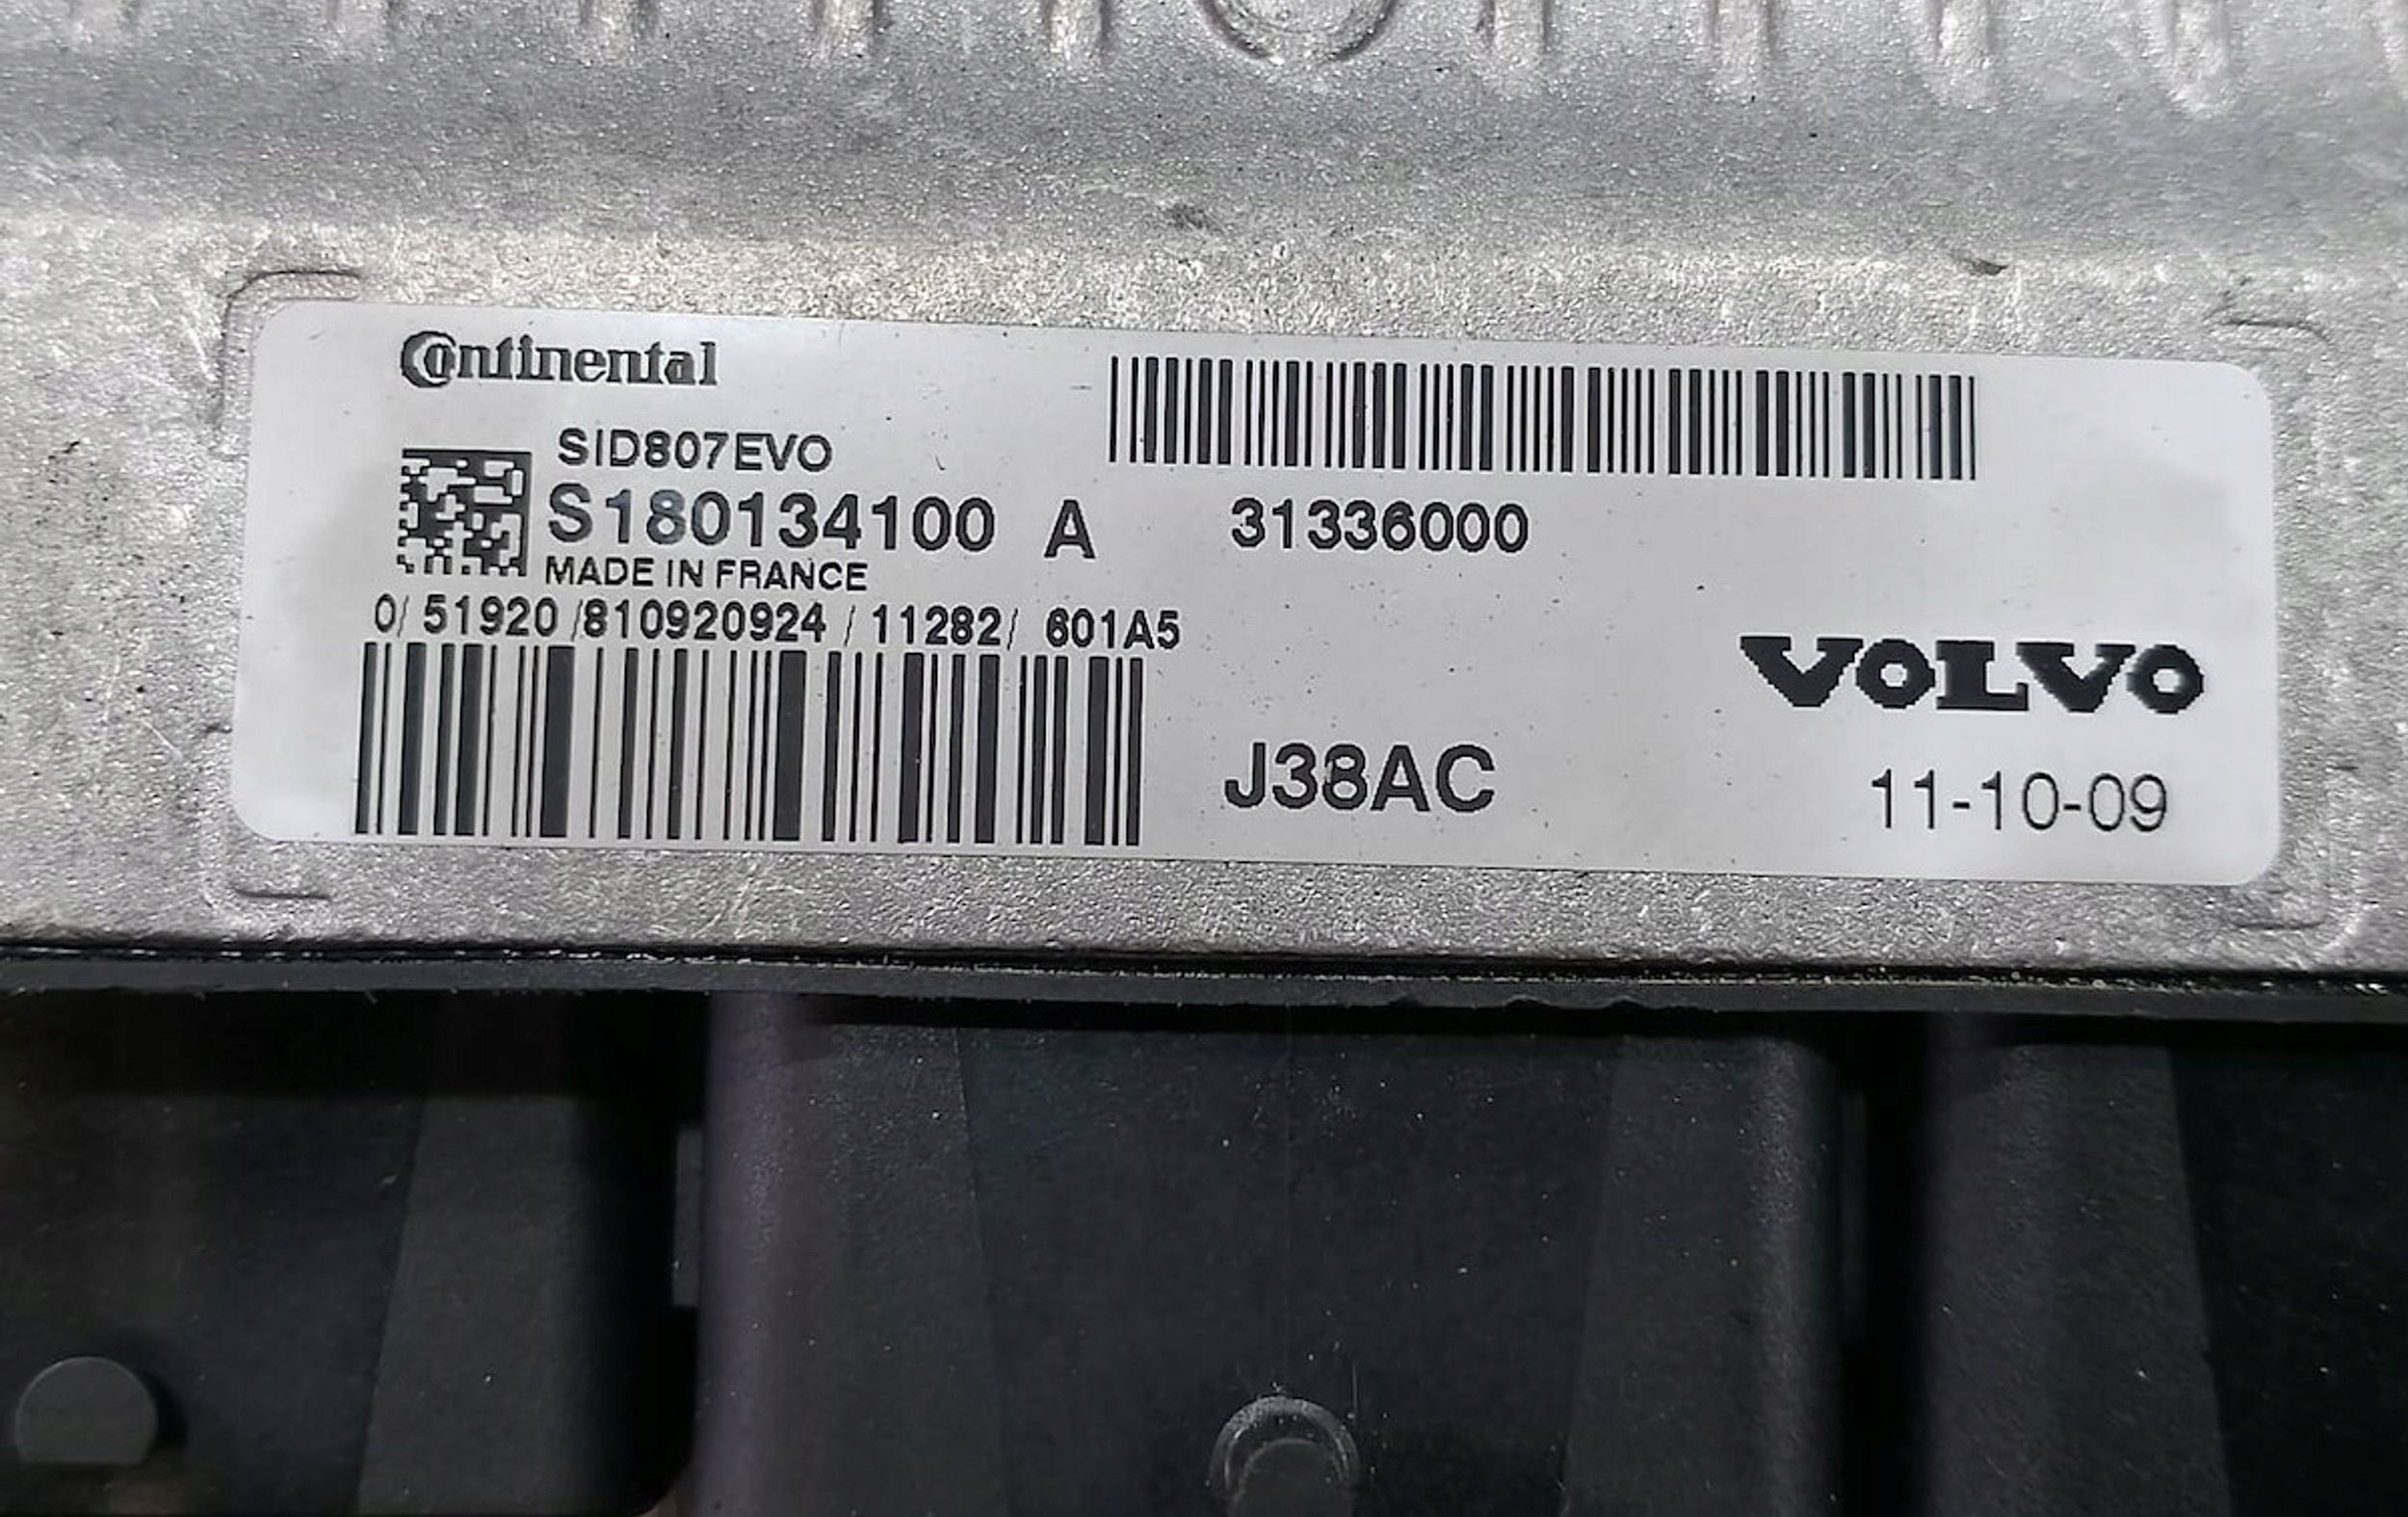 Continental
SID807EVO
S180134100 A
MADE IN FRANCE
0/ 51920 /810920924 / 11282/ 601A5
31336000
VOLVO
J38AC
11-10-09